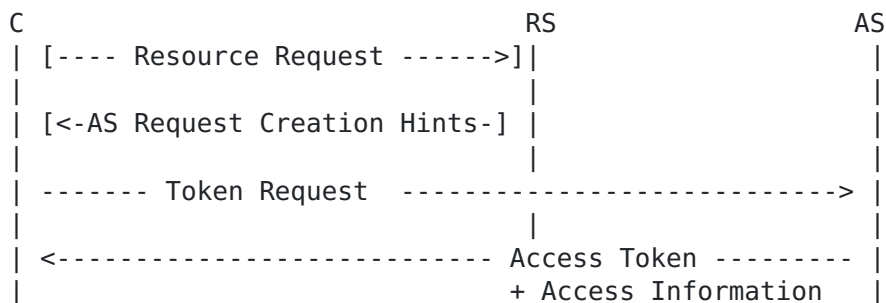 C                               RS                   AS
| [---- Resource Request ------>]|                     |
|                                |                     |
| [<-AS Request Creation Hints-] |                     |
|                                |                     |
| ------- Token Request  ----------------------------> |
|                                |                     |
| <---------------------------- Access Token --------- |
|                               + Access Information   |